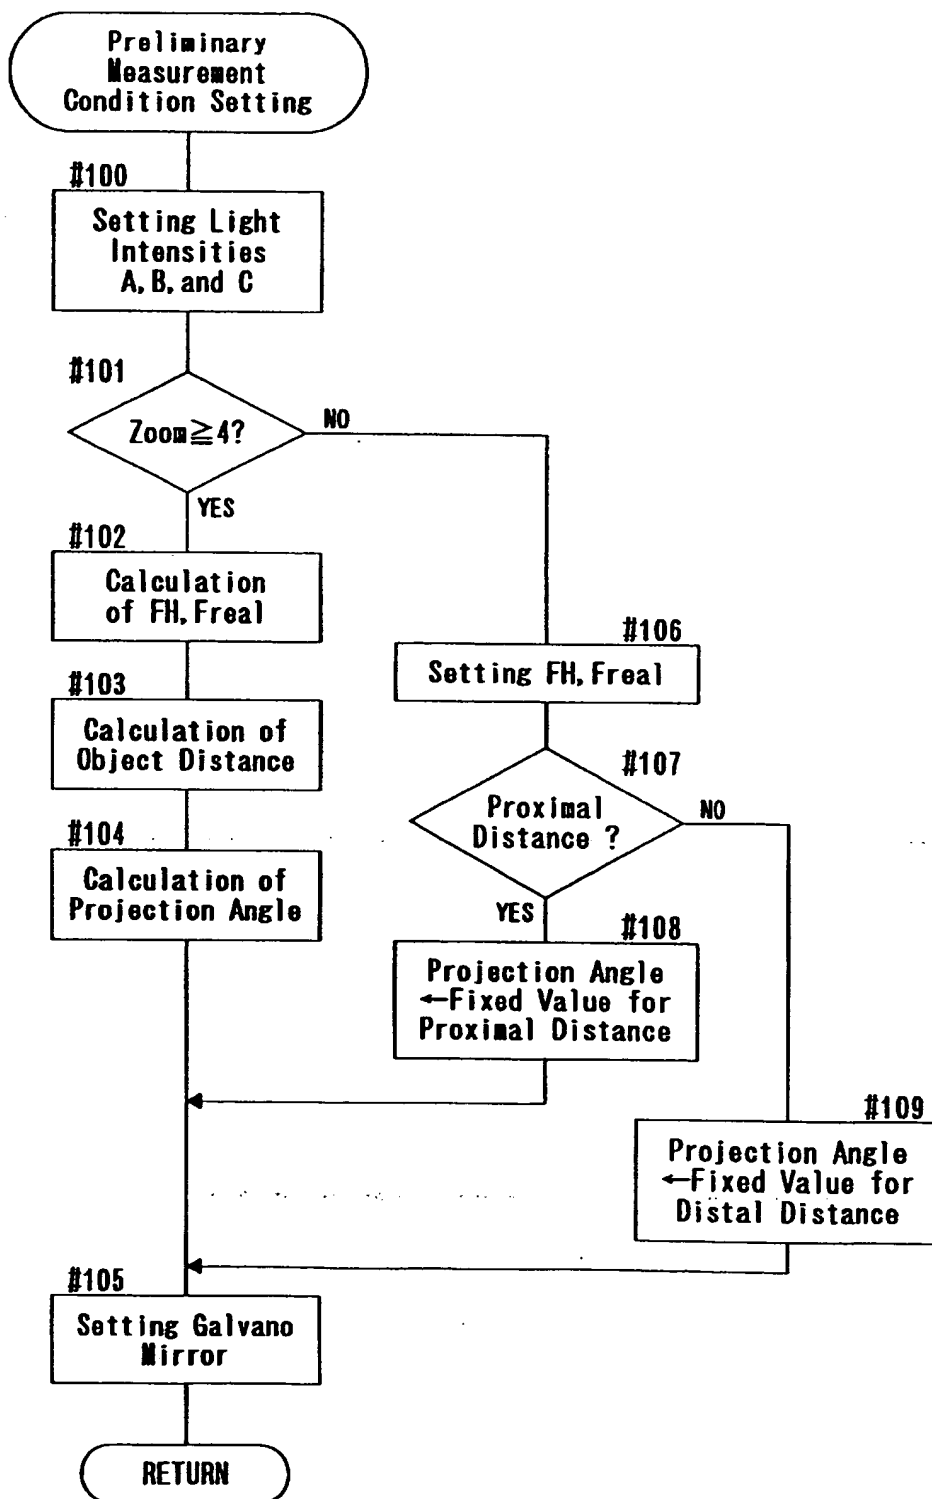 Preliminary
Measurement
Condition Setting
#100
Setting Light
Intensities
A, B, and C
#101
Zoom≧4?
NO
YES
#102
Calculation
of FH, Freal
#103
Calculation of
Object Distance
#104
Calculation of
Projection Angle
#106
Setting FH, Freal
#107
Proximal
Distance ?
NO
YES
#108
Projection Angle
←Fixed Value for
Proximal Distance
#109
Projection Angle
←Fixed Value for
Distal Distance
#105
Setting Galvano
Mirror
RETURN